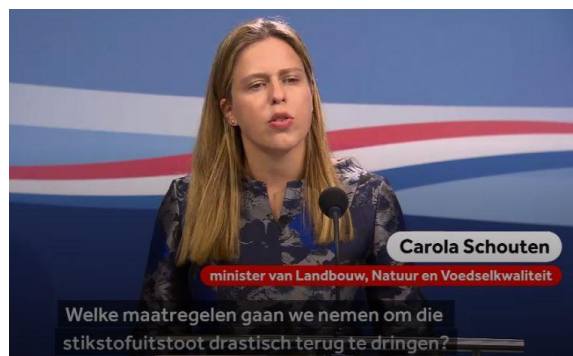 Carola Schouten
minister van Landbouw, Natuur en Voedselkwaliteit
Welke maatregelen gaan we nemen om die
stikstofuitstoot drastisch terug te dringen?